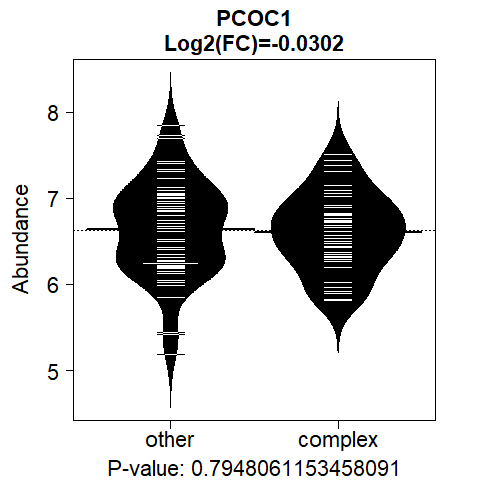 PCOC1
Log2(FC)=-0.0302
8
7
6
5
Abundance
other complex
P-value: 0.7948061153458091